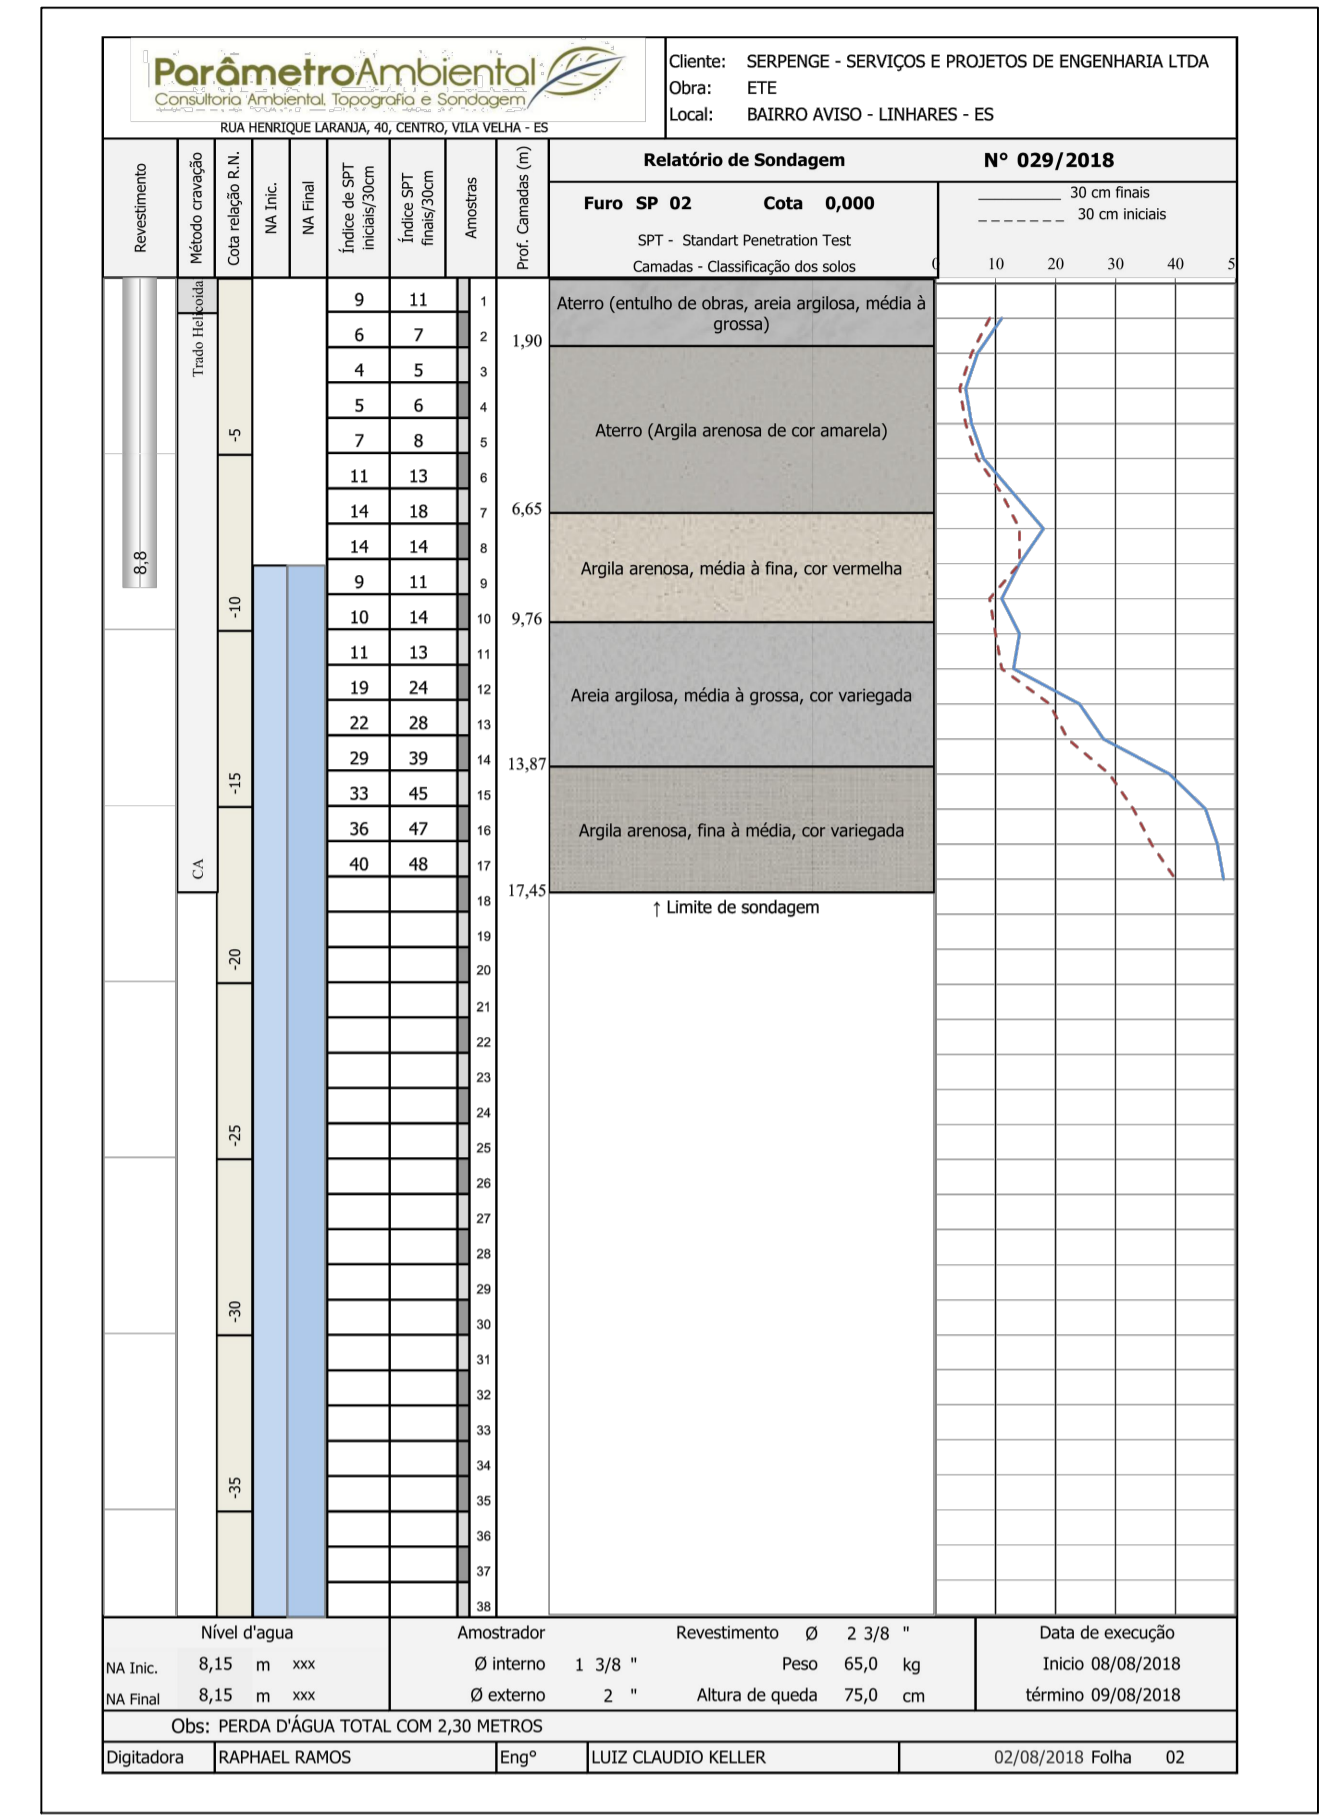 ParâmetroAmbiental
Consultoria Ambiental, Topografia e Sondagem
RUA HENRIQUE LARANJA, 40, CENTRO, VILA VELHA - ES
Cliente: SERPENGE - SERVIÇOS E PROJETOS DE ENGENHARIA LTDA
Obra: ETE
Local: BAIRRO AVISO - LINHARES - ES
Revestimento
Método cravação
Cota relação R.N.
NA Inic.
NA Final
Índice de SPT iniciais/30cm
Índice SPT finais/30cm
Amostras
Prof. Camadas (m)
Relatório de Sondagem Nº 029/2018
Furo SP 02 Cota 0,000
SPT - Standart Penetration Test
Camadas - Classificação dos solos
30 cm finais
30 cm iniciais
0 10 20 30 40 5
Trado Helicoida
CA
8,8
-5
-10
-15
-20
-25
-30
-35
9 11 1
6 7 2
4 5 3
5 6 4
7 8 5
11 13 6
14 18 7
14 14 8
9 11 9
10 14 10
11 13 11
19 24 12
22 28 13
29 39 14
33 45 15
36 47 16
40 48 17
18
19
20
21
22
23
24
25
26
27
28
29
30
31
32
33
34
35
36
37
38
1,90
6,65
9,76
13,87
17,45
Aterro (entulho de obras, areia argilosa, média à
grossa)
Aterro (Argila arenosa de cor amarela)
Argila arenosa, média à fina, cor vermelha
Areia argilosa, média à grossa, cor variegada
Argila arenosa, fina à média, cor variegada
↑ Limite de sondagem
Nível d'agua
NA Inic. 8,15 m xxx
NA Final 8,15 m xxx
Amostrador
Ø interno 1 3/8 "
Ø externo 2 "
Revestimento Ø 2 3/8 "
Peso 65,0 kg
Altura de queda 75,0 cm
Data de execução
Inicio 08/08/2018
término 09/08/2018
Obs: PERDA D'ÁGUA TOTAL COM 2,30 METROS
Digitadora RAPHAEL RAMOS Engº LUIZ CLAUDIO KELLER 02/08/2018 Folha 02